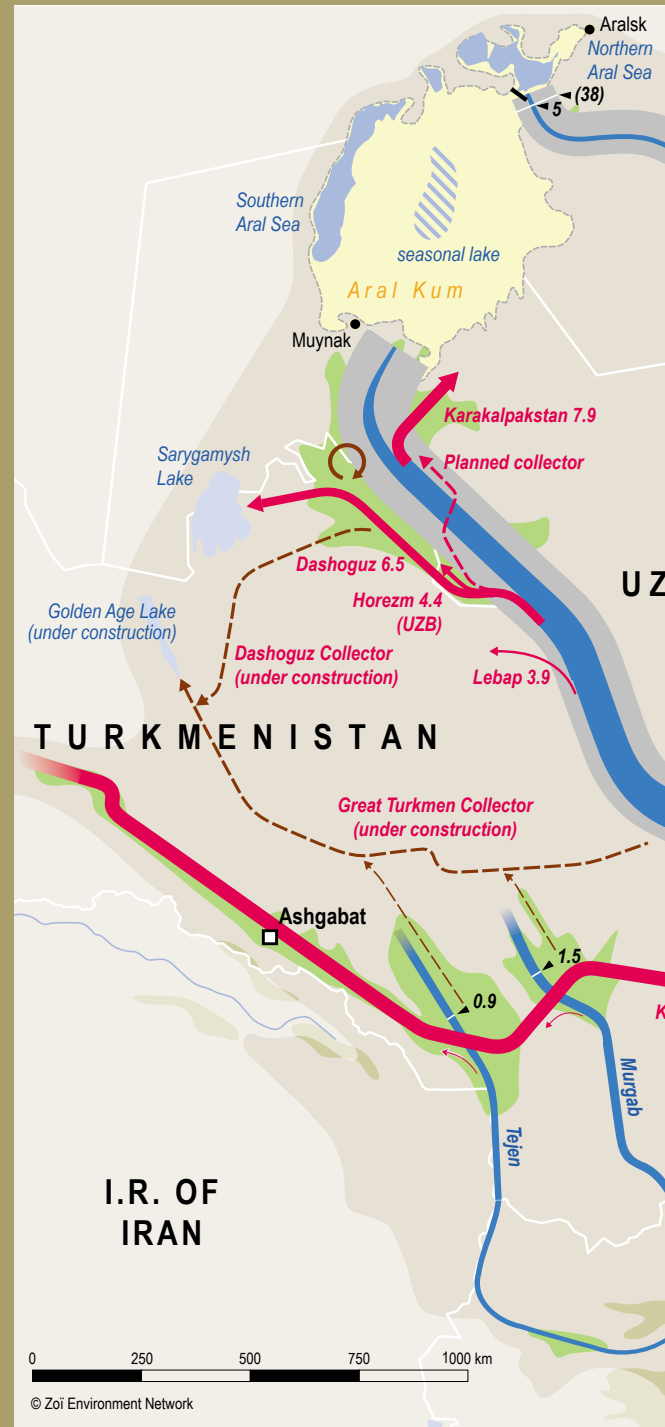 Aralsk
Northern
Aral Sea
(38)
5
Southern
Aral Sea
seasonal lake
Aral Kum
Muynak
Karakalpakstan 7.9
Sarygamysh
Lake
Planned collector
Dashoguz 6.5
UZ
Horezm 4.4
(UZB)
Golden Age Lake
(under construction)
Dashoguz Collector
(under construction)
Lebap 3.9
TURKMENISTAN
Great Turkmen Collector
(under construction)
Ashgabat
1.5
0.9
K
Murgab
Tejen
I.R. OF
IRAN
0 250 500 750 1000 km
© Zoï Environment Network